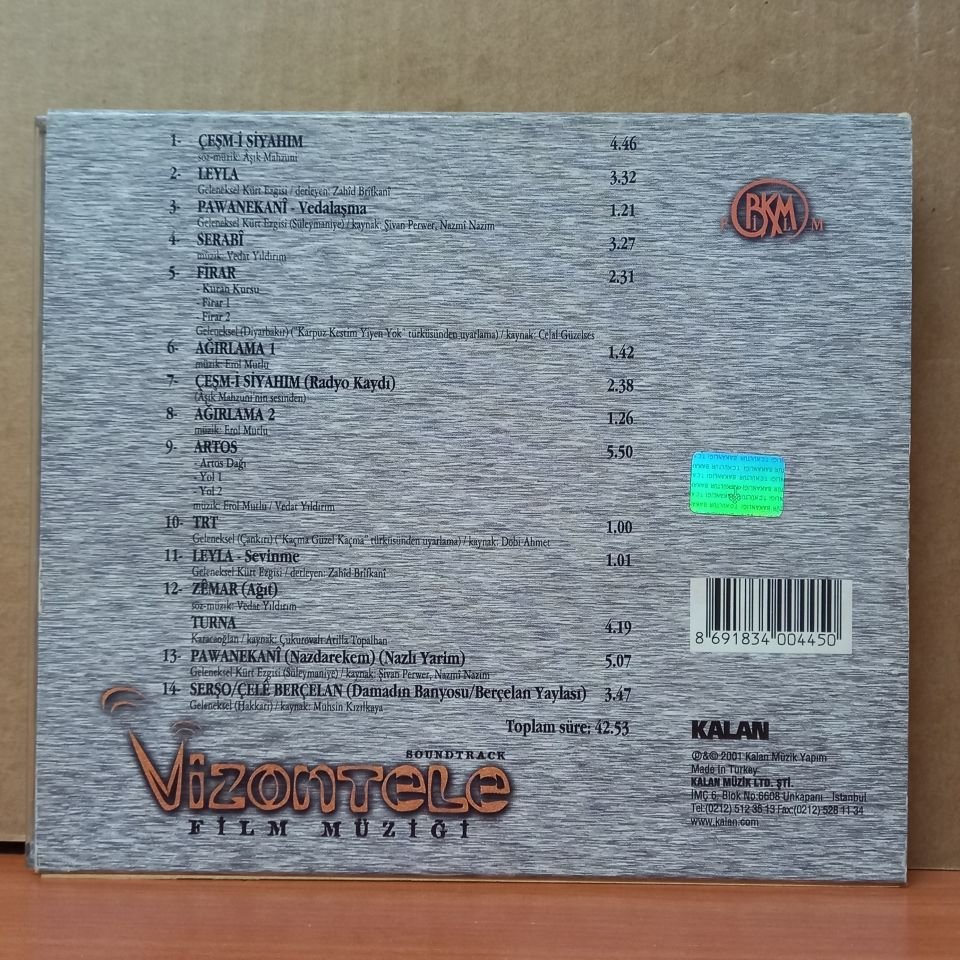 1- ÇEŞM-İ SİYAHIM 4.46
söz-müzik: Âşık Mahzuni
2- LEYLA 3.32
Geleneksel Kürt Ezgisi / derleyen: Zahîd Brîfkanî
3- PAWANEKANÎ - Vedalaşma 1.21
Geleneksel Kürt Ezgisi (Süleymaniye) / kaynak: Şivan Perwer, Nazmî Nazim
4- SERABÎ 3.27
müzik: Vedat Yıldırım
5- FİRAR 2.31
- Kuran Kursu
- Firar 1
- Firar 2
Geleneksel (Diyarbakır) ("Karpuz Kestim Yiyen Yok" türküsünden uyarlama) / kaynak: Celal Güzelses
6- AĞIRLAMA 1 1.42
müzik: Erol Mutlu
7- ÇEŞM-İ SİYAHIM (Radyo Kaydı) 2.38
(Âşık Mahzuni'nin sesinden)
8- AĞIRLAMA 2 1.26
müzik: Erol Mutlu
9- ARTOS 5.50
- Artos Dağı
- Yol 1
- Yol 2
müzik: Erol Mutlu / Vedat Yıldırım
10- TRT 1.00
Geleneksel (Çankırı) ("Kaçma Güzel Kaçma" türküsünden uyarlama) / kaynak: Dobi Ahmet
11- LEYLA - Sevinme 1.01
Geleneksel Kürt Ezgisi / derleyen: Zahîd Brîfkanî
12- ZÊMAR (Ağıt)
söz-müzik: Vedat Yıldırım
TURNA 4.19
Karacaoğlan / kaynak: Çukurovalı Atilla Topalhan
13- PAWANEKANÎ (Nazdarekem) (Nazlı Yarim) 5.07
Geleneksel Kürt Ezgisi (Süleymaniye) / kaynak: Şivan Perwer, Nazmî Nazim
14- SERŞO/ÇELÊ BERÇELAN (Damadın Banyosu/Berçelan Yaylası) 3.47
Geleneksel (Hakkari) / kaynak: Muhsin Kızılkaya
Toplam süre: 42.53
SOUNDTRACK
Vizontele
FİLM MÜZİĞİ
BKM
8 691834 004450
KALAN
℗&© 2001 Kalan Müzik Yapım
Made in Turkey
KALAN MÜZİK LTD. ŞTİ.
İMÇ 6. Blok No:6608 Unkapanı - İstanbul
Tel:(0212) 512 35 13 Fax:(0212) 528 11 34
www.kalan.com